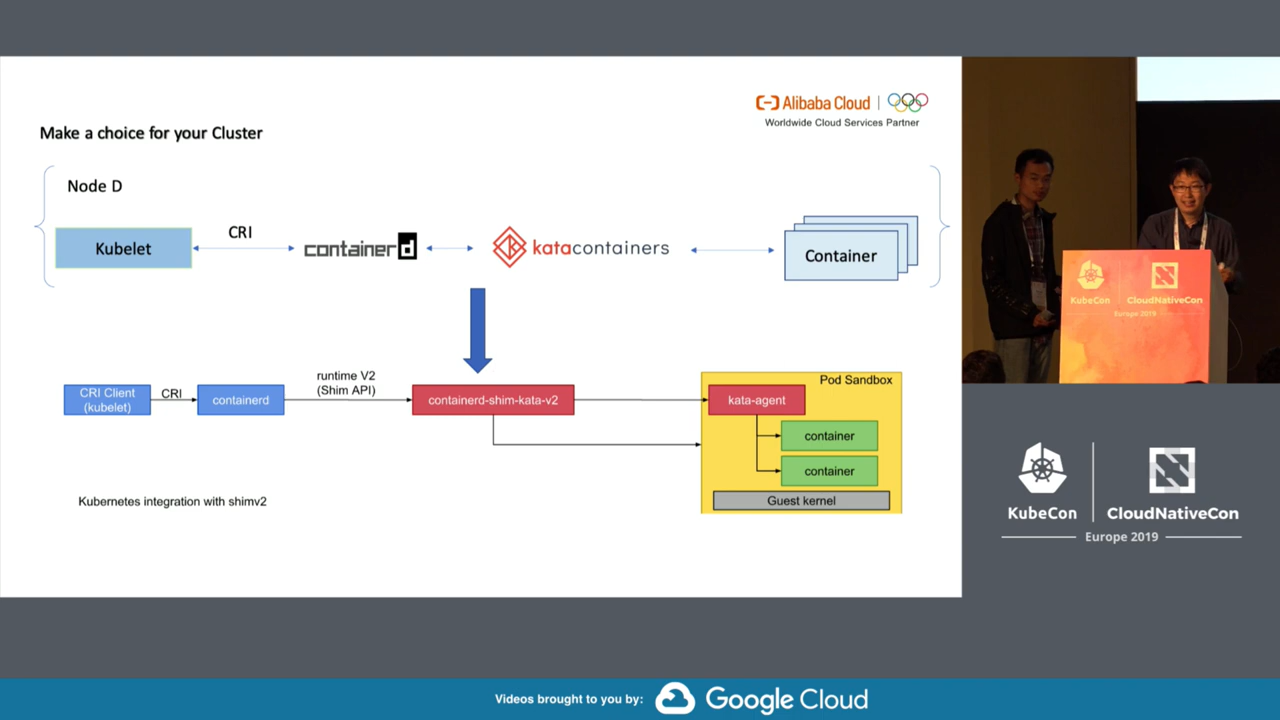 Alibaba Cloud
Worldwide Cloud Services Partner
Make a choice for your Cluster
Node D
Kubelet
CRI
containerd
katacontainers
Container
runtime V2
(Shim API)
CRI Client
(kubelet)
CRI
containerd
containerd-shim-kata-v2
Pod Sandbox
kata-agent
container
container
Guest kernel
Kubernetes integration with shimv2
KubeCon
CloudNativeCon
Europe 2019
KubeCon
CloudNativeCon
Europe 2019
Videos brought to you by:
Google Cloud